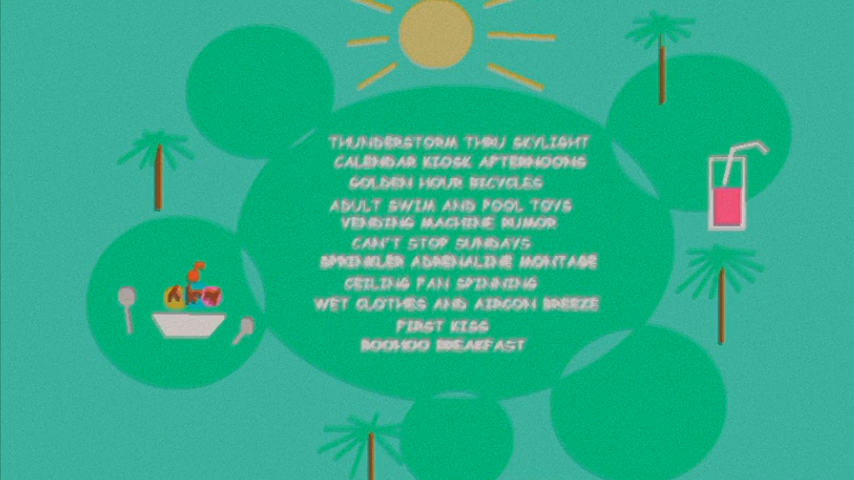 THUNDERSTORM THRU SKYLIGHT
CALENDAR KIOSK AFTERNOONS
GOLDEN HOUR BICYCLES
ADULT SWIM AND POOL TOYS
VENDING MACHINE RUMOR
CAN'T STOP SUNDAYS
SPRINKLER ADRENALINE MONTAGE
CEILING FAN SPINNING
WET CLOTHES AND AIRCON BREEZE
FIRST KISS
BOOHOO BREAKFAST